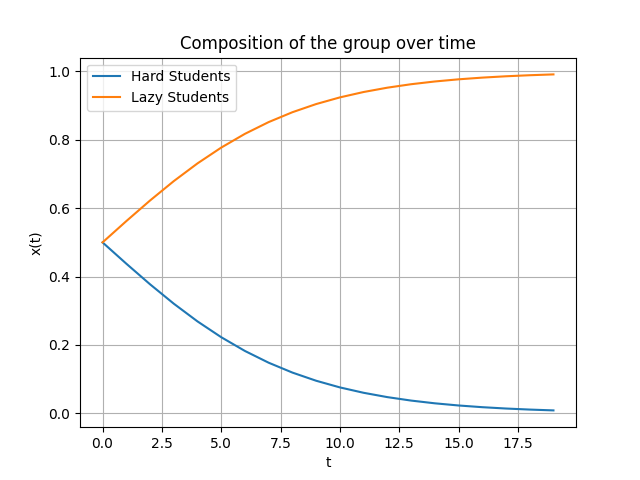 Composition of the group over time
Hard Students
Lazy Students
1.0
0.8
0.6
0.4
0.2
0.0
x(t)
0.0 2.5 5.0 7.5 10.0 12.5 15.0 17.5
t